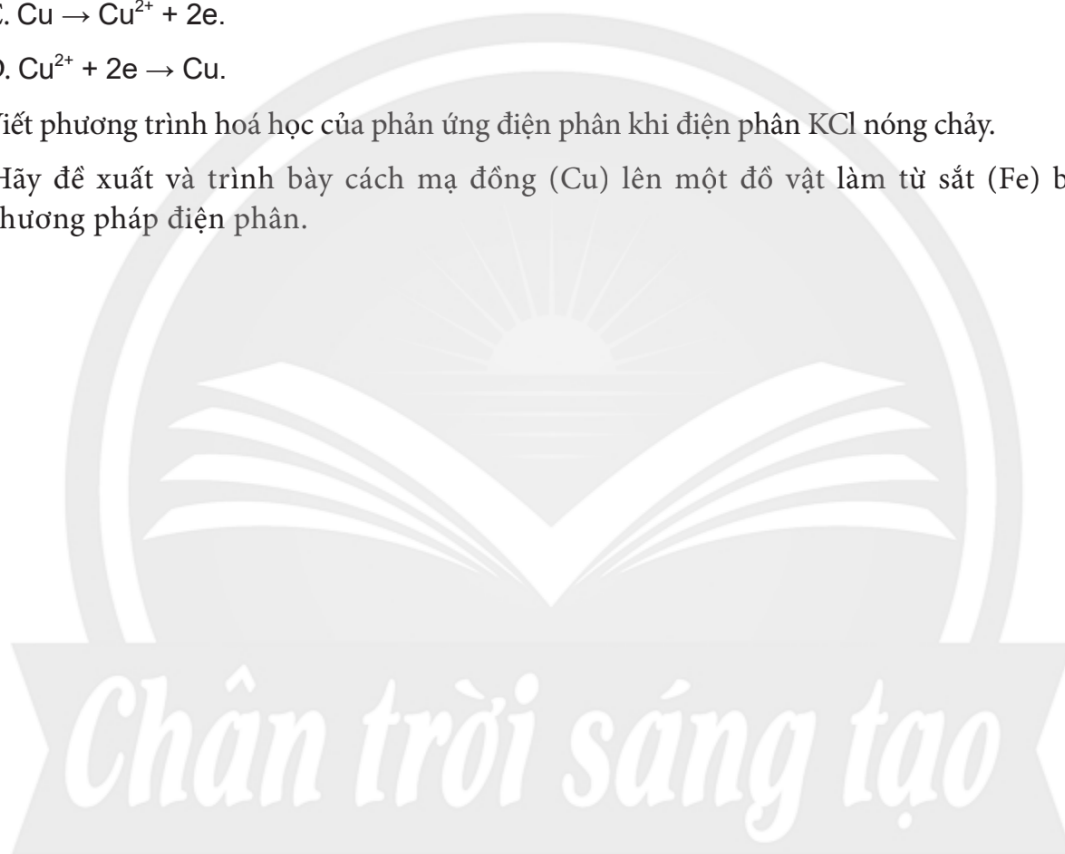 . Cu → Cu²⁺ + 2e.
. Cu²⁺ + 2e → Cu.
iết phương trình hoá học của phản ứng điện phân khi điện phân KCl nóng chảy.
Hãy đề xuất và trình bày cách mạ đồng (Cu) lên một đồ vật làm từ sắt (Fe) b
hương pháp điện phân.
Chân trời sáng tạo